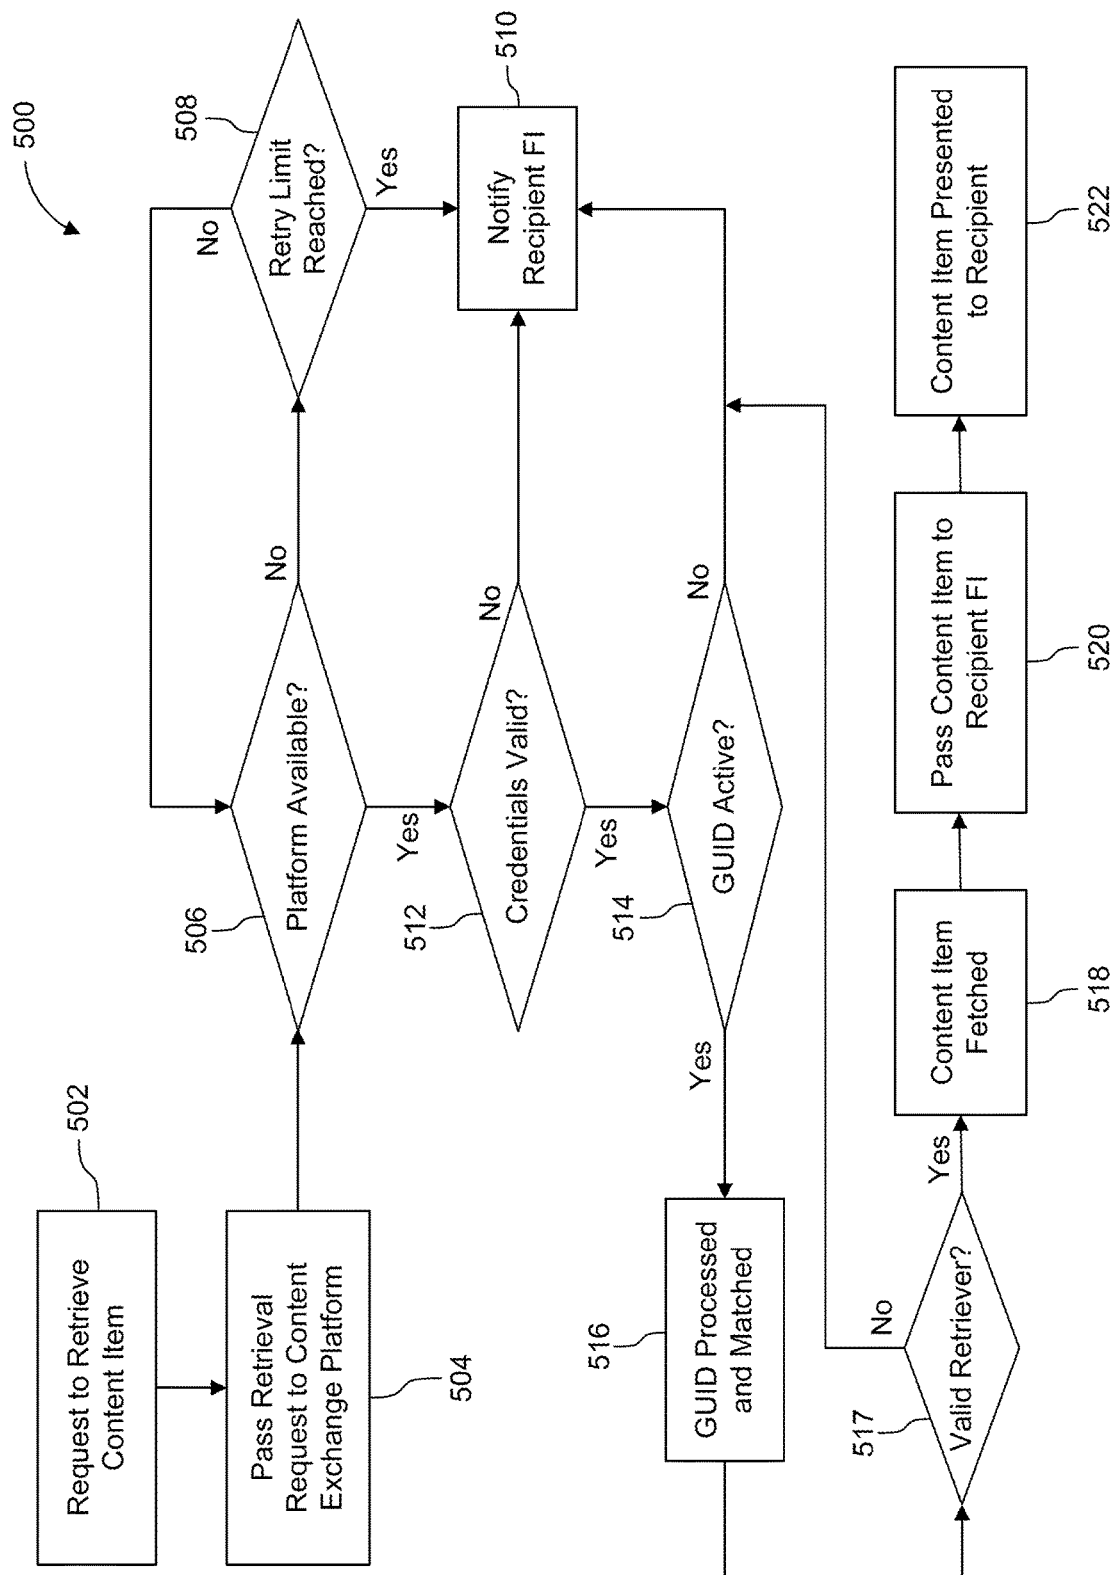 500
Request to Retrieve
Content Item
502
Pass Retrieval
Request to Content
Exchange Platform
504
Platform Available?
506
No
Yes
Retry Limit
Reached?
508
No
Yes
Notify
Recipient FI
510
Credentials Valid?
512
No
Yes
GUID Active?
514
No
Yes
GUID Processed
and Matched
516
Valid Retriever?
517
No
Yes
Content Item
Fetched
518
Pass Content Item to
Recipient FI
520
Content Item Presented
to Recipient
522